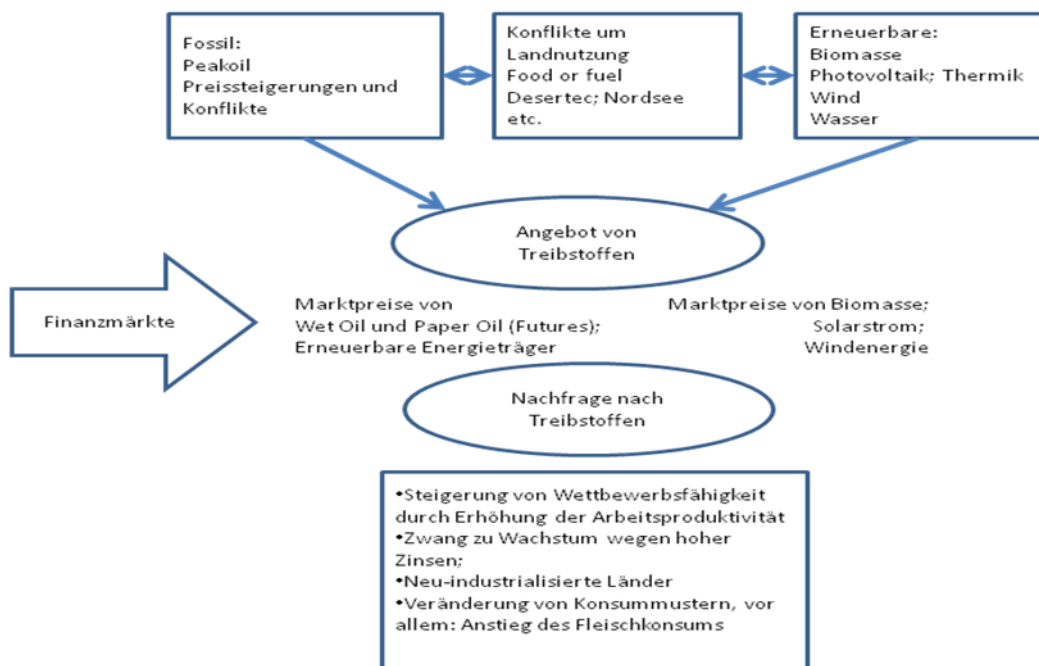 Fossil:
Peakoil
Preissteigerungen und
Konflikte
Konflikte um
Landnutzung
Food or fuel
Desertec; Nordsee
etc.
Erneuerbare:
Biomasse
Photovoltaik; Thermik
Wind
Wasser
Angebot von
Treibstoffen
Finanzmärkte
Marktpreise von
Wet Oil und Paper Oil (Futures);
Erneuerbare Energieträger
Marktpreise von Biomasse;
Solarstrom;
Windenergie
Nachfrage nach
Treibstoffen
•Steigerung von Wettbewerbsfähigkeit
durch Erhöhung der Arbeitsproduktivität
•Zwang zu Wachstum wegen hoher
Zinsen;
•Neu-industrialisierte Länder
•Veränderung von Konsummustern, vor
allem: Anstieg des Fleischkonsums